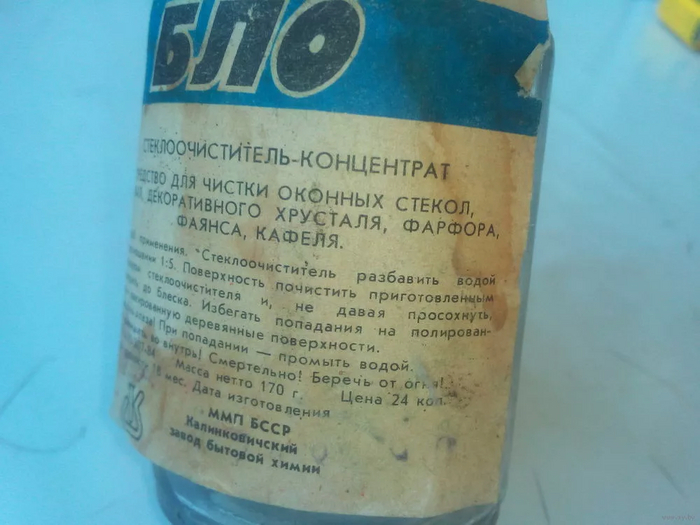 БЛО
СТЕКЛООЧИСТИТЕЛЬ-КОНЦЕНТРАТ
ДЛЯ ЧИСТКИ ОКОННЫХ СТЕКОЛ,
ДЕКОРАТИВНОГО ХРУСТАЛЯ, ФАРФОРА,
ФАЯНСА, КАФЕЛЯ.
применения. Стеклоочиститель разбавить водой
1:5. Поверхность почистить приготовленным
стеклоочистителя и, не давая просохнуть,
до блеска. Избегать попадания на полирован-
деревянные поверхности.
При попадании — промыть водой.
внутрь! Смертельно! Беречь от огня!
Масса нетто 170 г. Цена 24 коп.
мес. Дата изготовления
ММП БССР
Калинковичский
завод бытовой химии